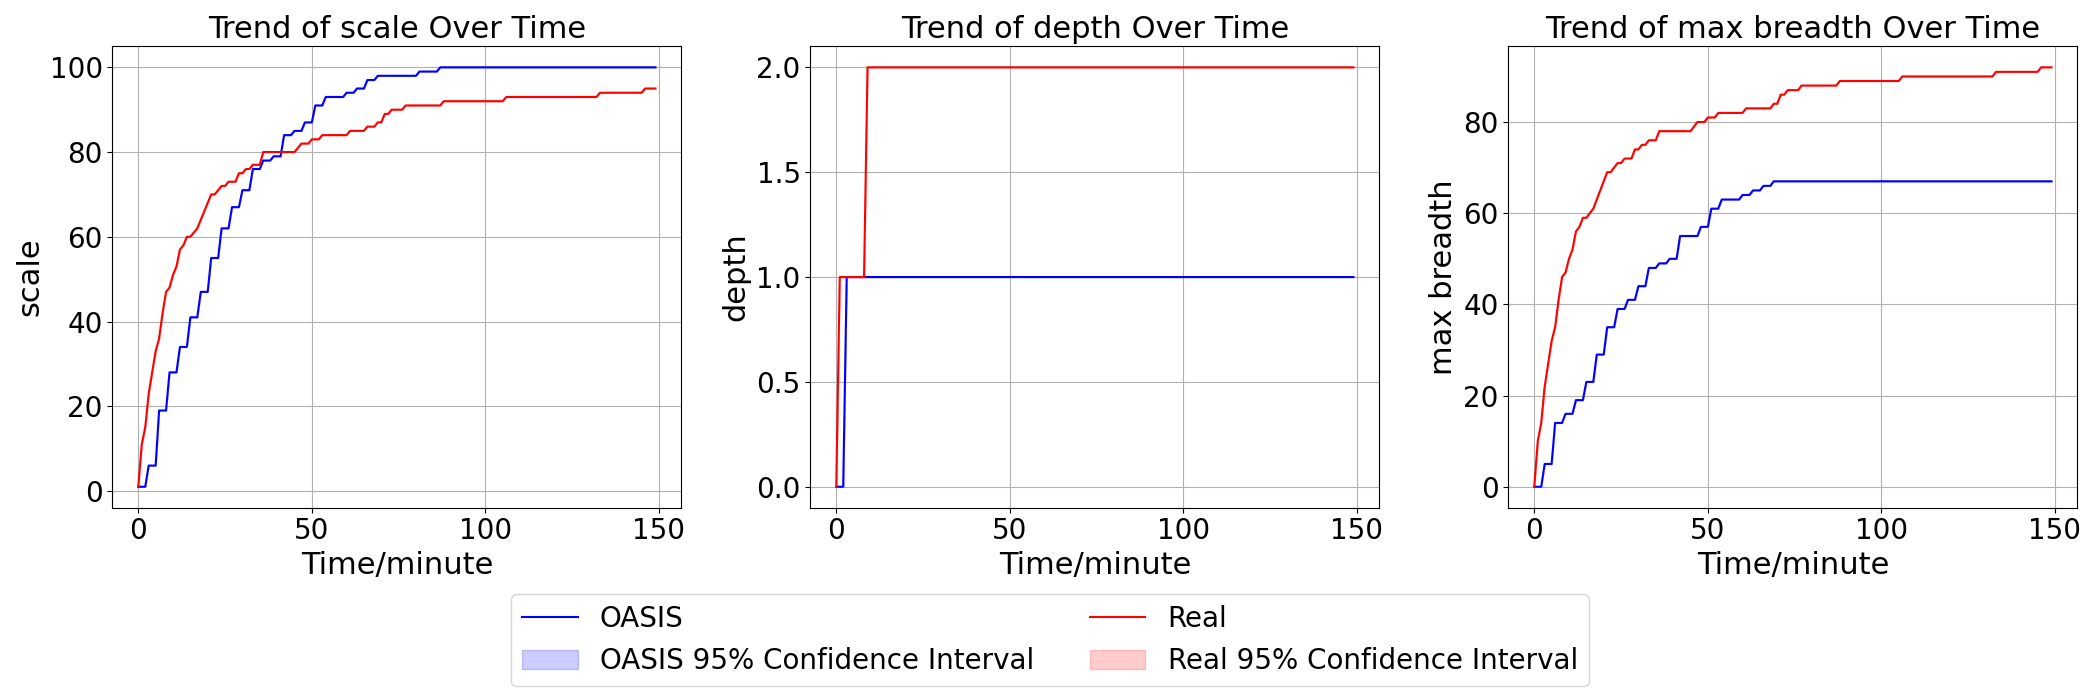 Trend of scale Over Time
scale
100
80
60
40
20
0
0 50 100 150
Time/minute
Trend of depth Over Time
depth
2.0
1.5
1.0
0.5
0.0
0 50 100 150
Time/minute
Trend of max breadth Over Time
max breadth
80
60
40
20
0
0 50 100 150
Time/minute
OASIS
OASIS 95% Confidence Interval
Real
Real 95% Confidence Interval